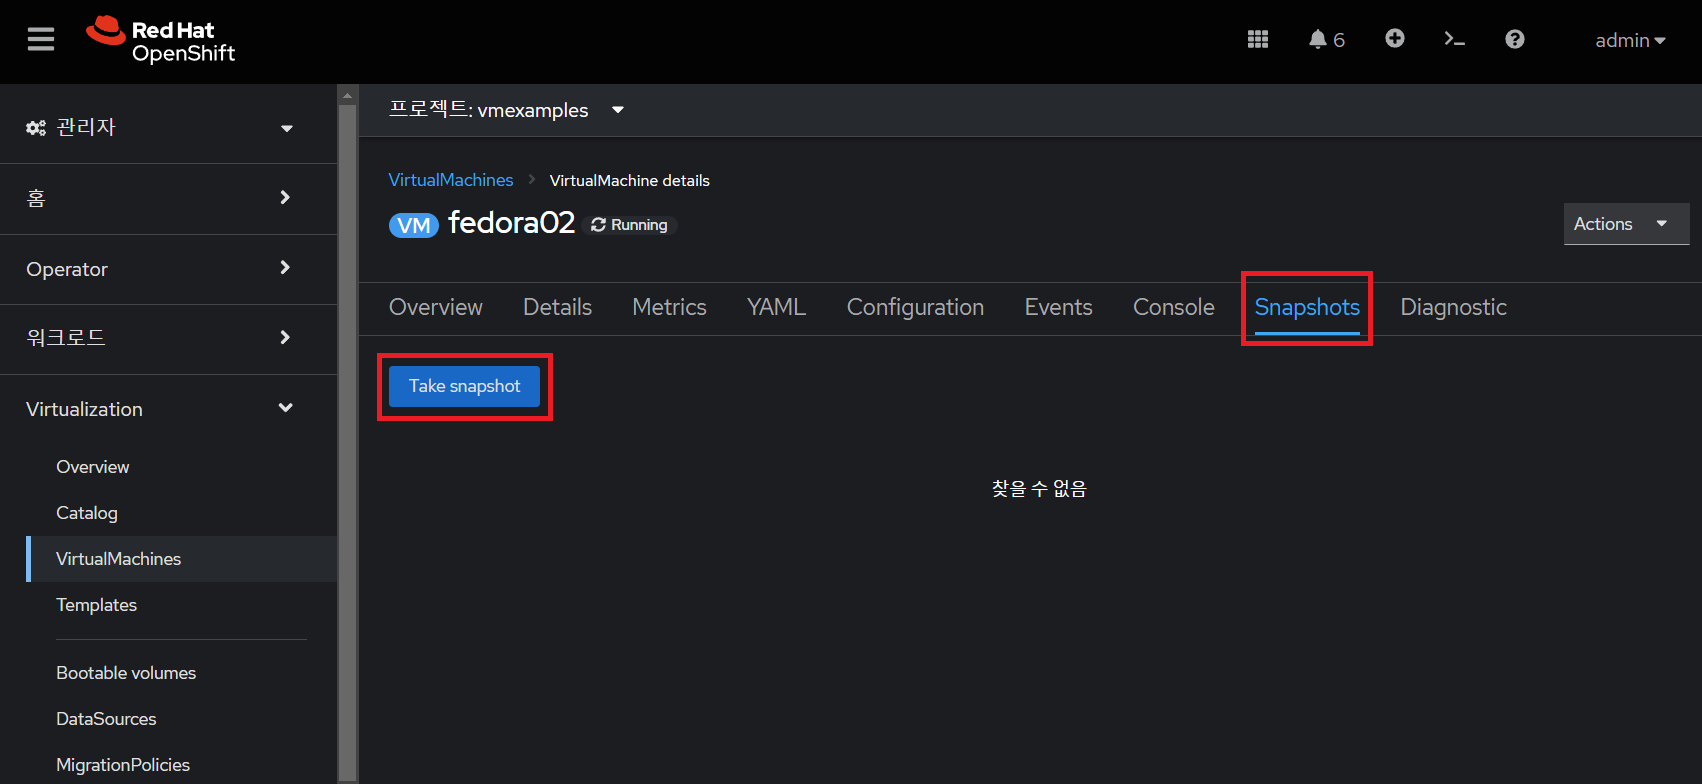 Red Hat
OpenShift
6
admin
관리자
홈
Operator
워크로드
Virtualization
Overview
Catalog
VirtualMachines
Templates
Bootable volumes
DataSources
MigrationPolicies
프로젝트: vmexamples
VirtualMachines VirtualMachine details
VM fedora02 Running
Actions
Overview Details Metrics YAML Configuration Events Console Snapshots Diagnostic
Take snapshot
찾을 수 없음